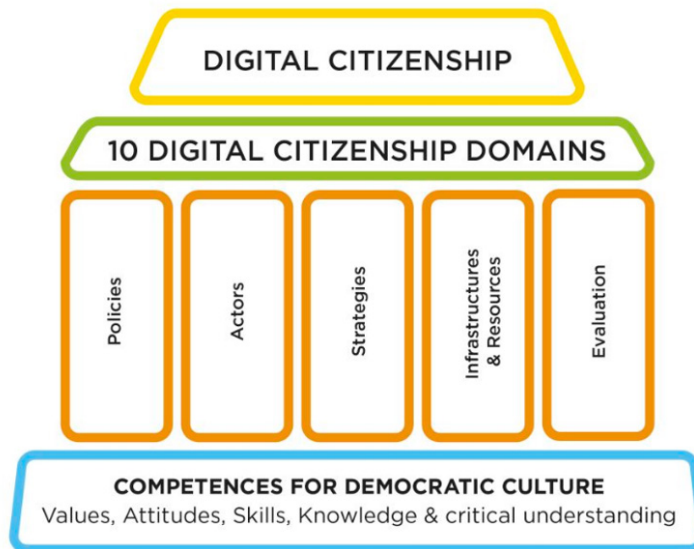 DIGITAL CITIZENSHIP
10 DIGITAL CITIZENSHIP DOMAINS
Policies
Actors
Strategies
Infrastructures
& Resources
Evaluation
COMPETENCES FOR DEMOCRATIC CULTURE
Values, Attitudes, Skills, Knowledge & critical understanding